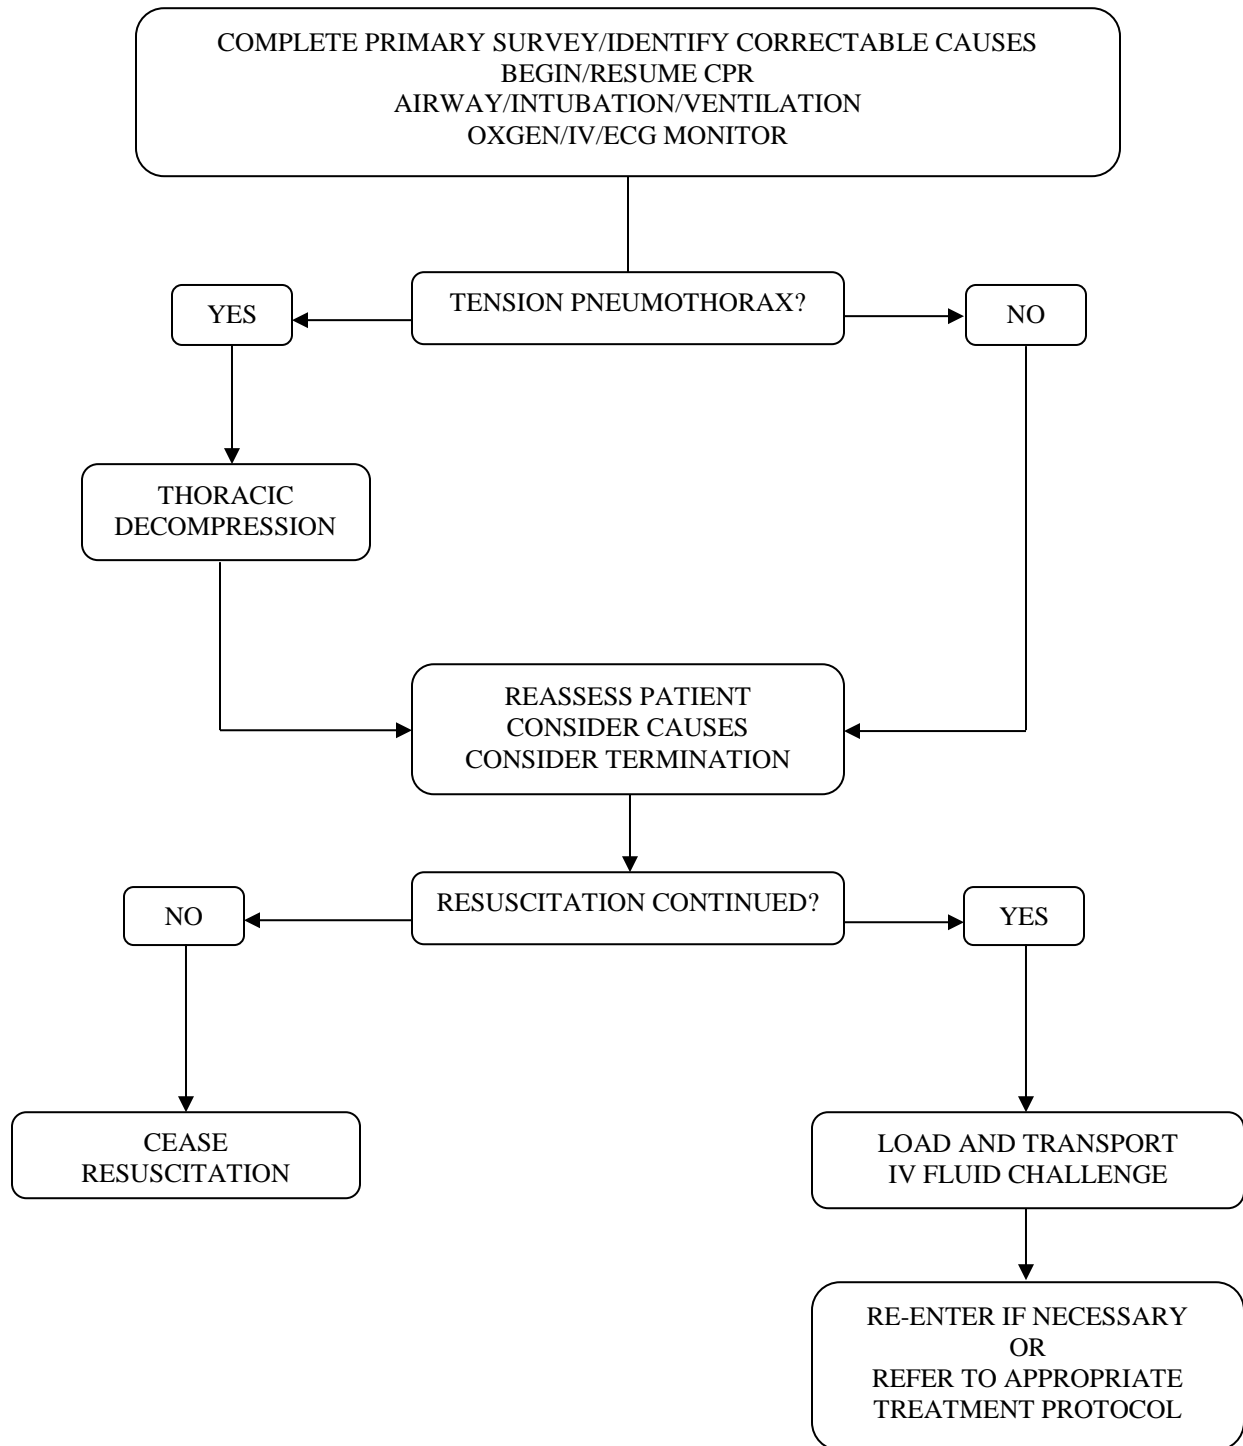 COMPLETE PRIMARY SURVEY/IDENTIFY CORRECTABLE CAUSES
BEGIN/RESUME CPR
AIRWAY/INTUBATION/VENTILATION
OXGEN/IV/ECG MONITOR
YES
TENSION PNEUMOTHORAX?
NO
THORACIC
DECOMPRESSION
REASSESS PATIENT
CONSIDER CAUSES
CONSIDER TERMINATION
NO
RESUSCITATION CONTINUED?
YES
CEASE
RESUSCITATION
LOAD AND TRANSPORT
IV FLUID CHALLENGE
RE-ENTER IF NECESSARY
OR
REFER TO APPROPRIATE
TREATMENT PROTOCOL